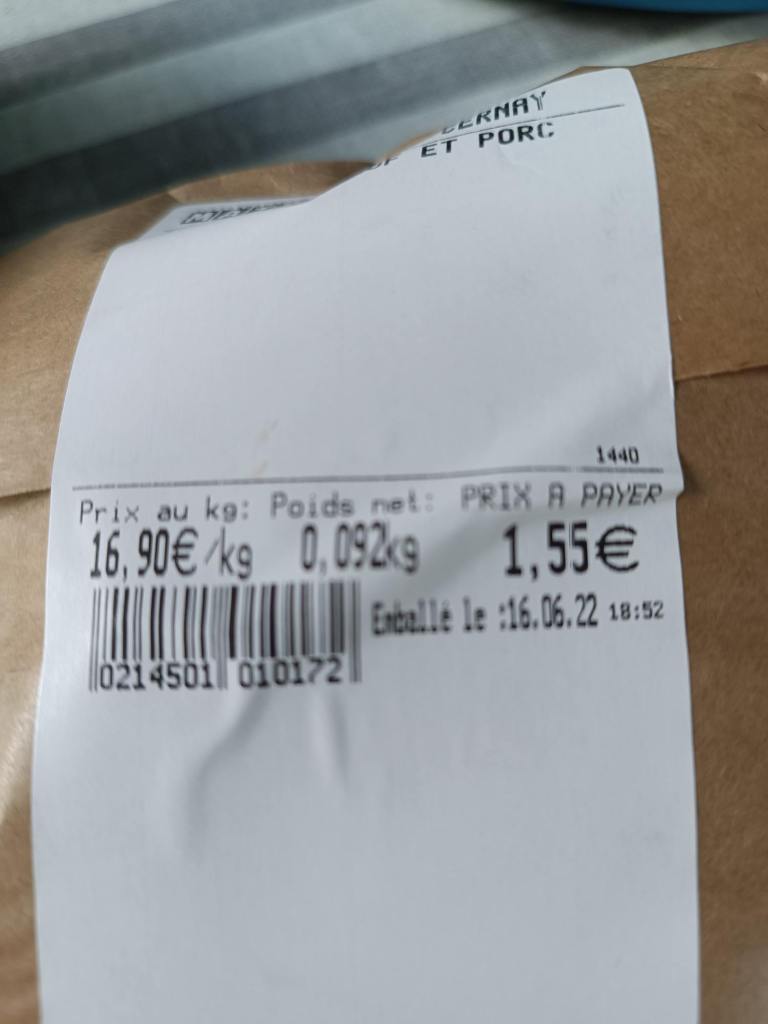 BERNAY
ET PORC
1440
Prix au kg: Poids net: PRIX A PAYER
16,90€/kg 0,092kg 1,55€
Emballé le :16.06.22 18:52
0214501 010172